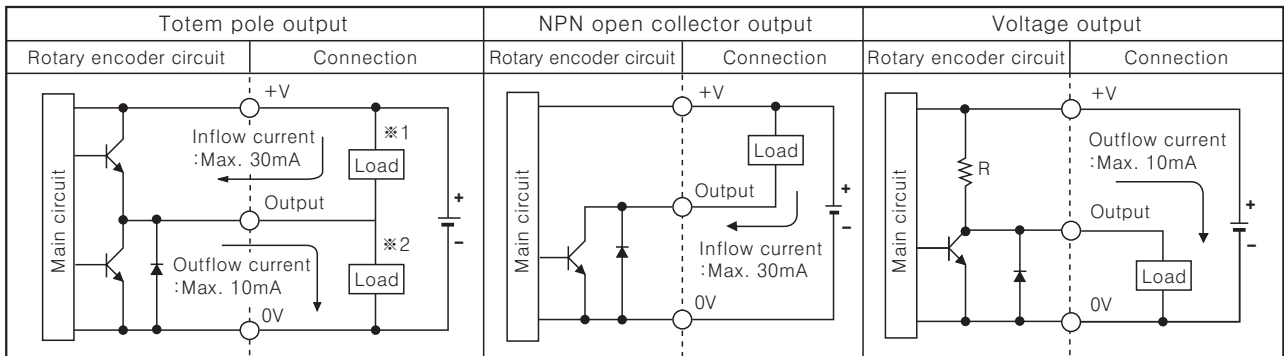 Totem pole output
NPN open collector output
Voltage output
Rotary encoder circuit
Connection
Rotary encoder circuit
Connection
Rotary encoder circuit
Connection
Main circuit
+V
Inflow current
:Max. 30mA
※1
Load
Output
+
−
※2
Outflow current
:Max. 10mA
Load
0V
Main circuit
+V
Load
Output
+
−
Inflow current
:Max. 30mA
0V
Main circuit
+V
Outflow current
:Max. 10mA
R
Output
+
−
Load
0V